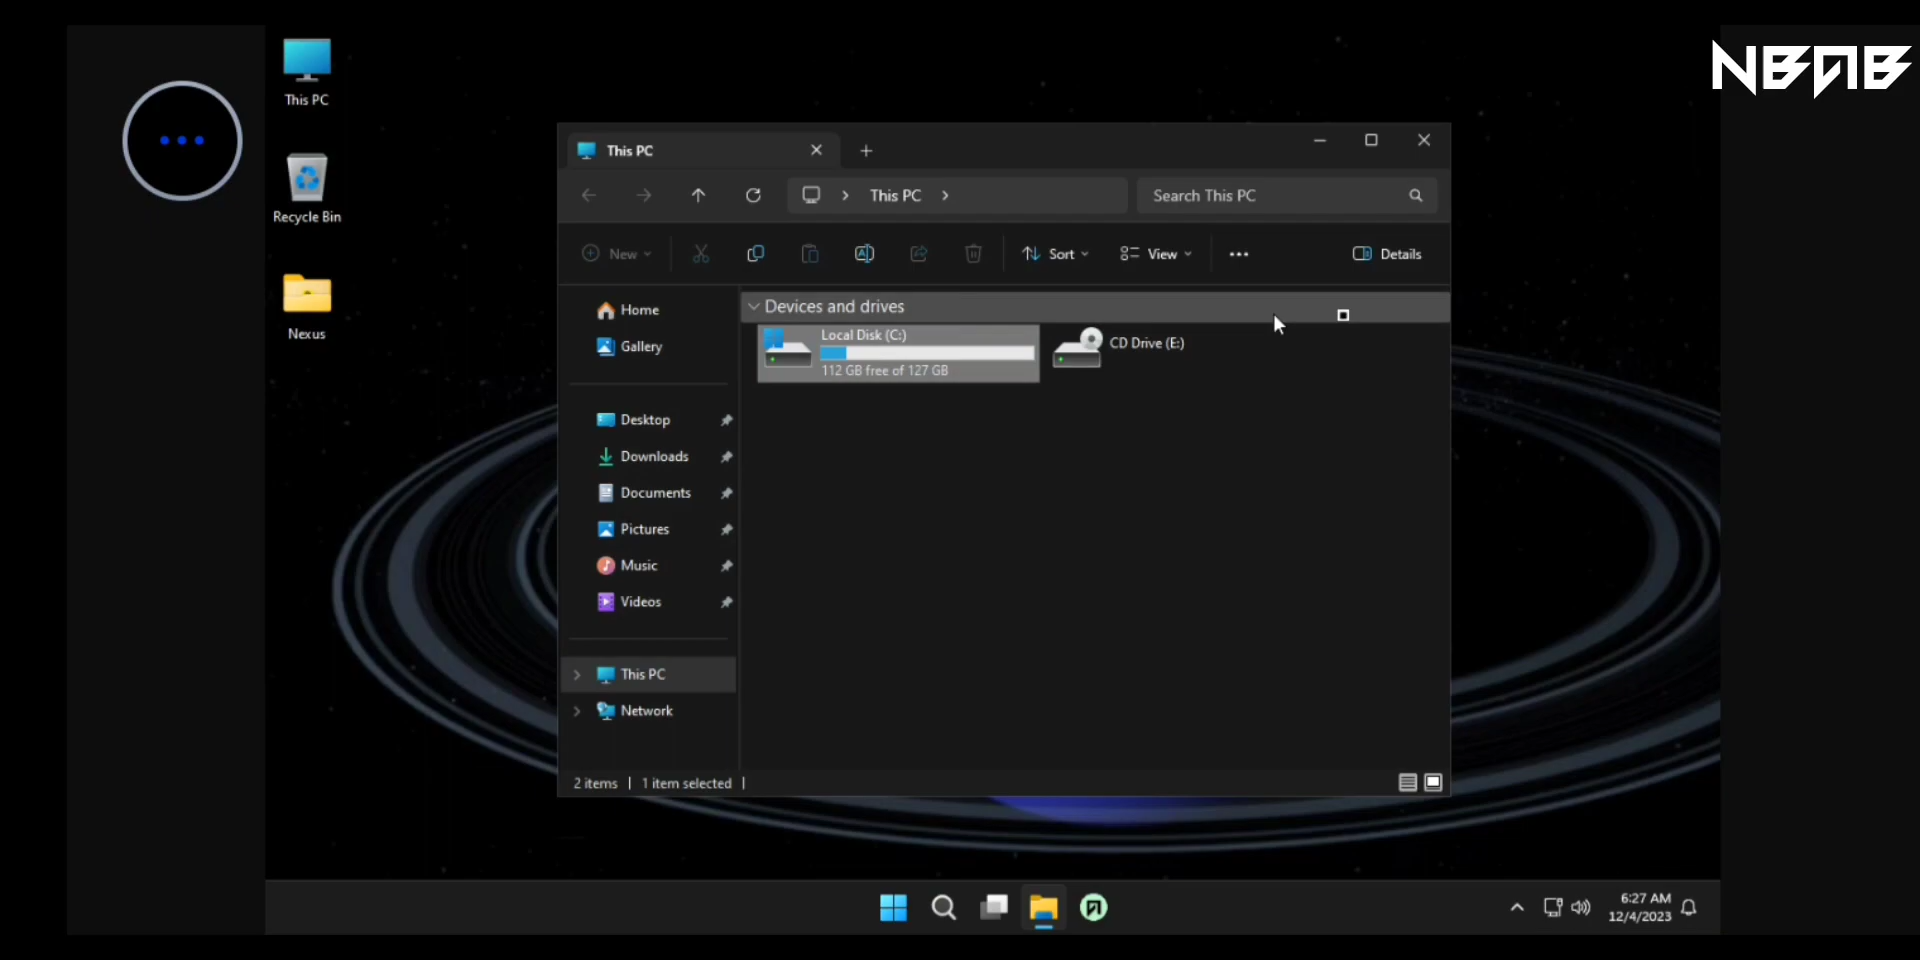 NBAB
This PC
Recycle Bin
Nexus
This PC
This PC
Search This PC
New
Sort
View
Details
Home
Gallery
Desktop
Downloads
Documents
Pictures
Music
Videos
This PC
Network
Devices and drives
Local Disk (C:)
112 GB free of 127 GB
CD Drive (E:)
2 items
1 item selected
6:27 AM
12/4/2023